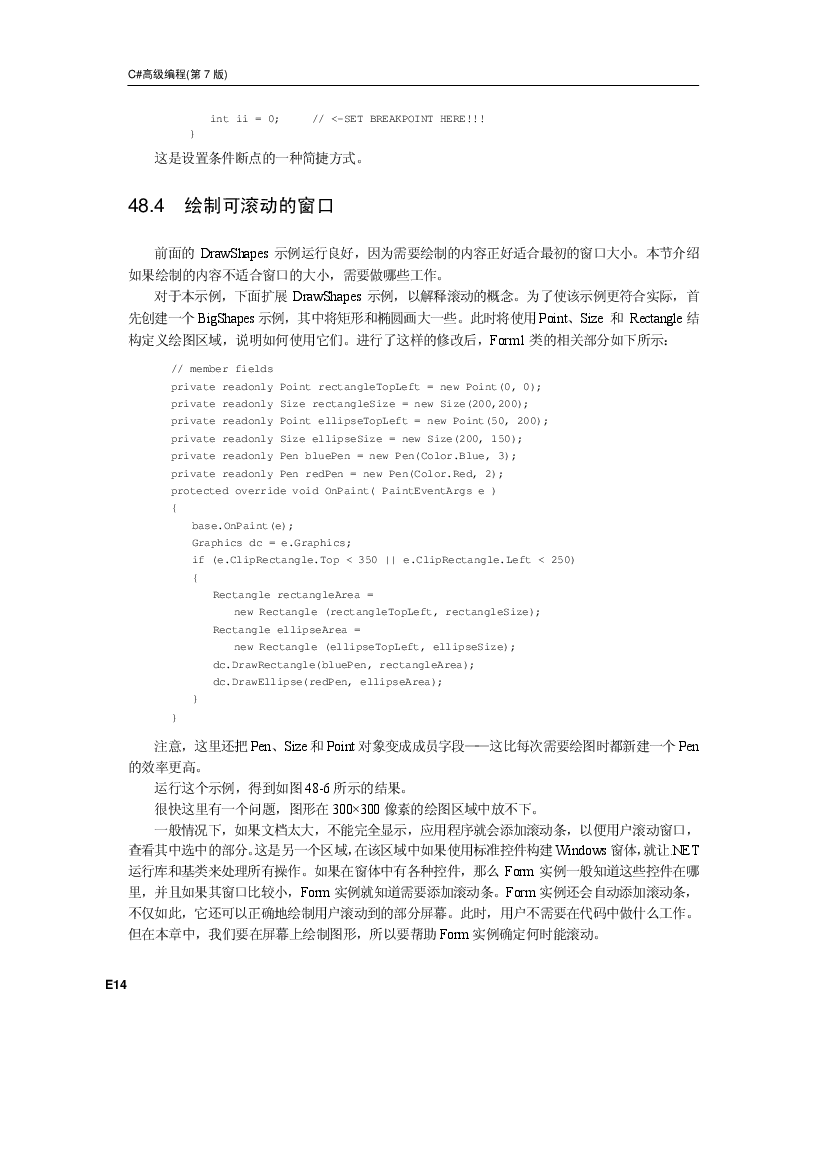 C#高级编程(第 7 版)
int ii = 0;     // <-SET BREAKPOINT HERE!!!
}
这是设置条件断点的一种简捷方式。
48.4 绘制可滚动的窗口
前面的 DrawShapes 示例运行良好，因为需要绘制的内容正好适合最初的窗口大小。本节介绍
如果绘制的内容不适合窗口的大小，需要做哪些工作。
对于本示例，下面扩展 DrawShapes 示例，以解释滚动的概念。为了使该示例更符合实际，首
先创建一个 BigShapes 示例，其中将矩形和椭圆画大一些。此时将使用 Point、Size 和 Rectangle 结
构定义绘图区域，说明如何使用它们。进行了这样的修改后，Form1 类的相关部分如下所示：
// member fields
private readonly Point rectangleTopLeft = new Point(0, 0);
private readonly Size rectangleSize = new Size(200,200);
private readonly Point ellipseTopLeft = new Point(50, 200);
private readonly Size ellipseSize = new Size(200, 150);
private readonly Pen bluePen = new Pen(Color.Blue, 3);
private readonly Pen redPen = new Pen(Color.Red, 2);
protected override void OnPaint( PaintEventArgs e )
{
base.OnPaint(e);
Graphics dc = e.Graphics;
if (e.ClipRectangle.Top < 350 || e.ClipRectangle.Left < 250)
{
Rectangle rectangleArea =
new Rectangle (rectangleTopLeft, rectangleSize);
Rectangle ellipseArea =
new Rectangle (ellipseTopLeft, ellipseSize);
dc.DrawRectangle(bluePen, rectangleArea);
dc.DrawEllipse(redPen, ellipseArea);
}
}
注意，这里还把 Pen、Size 和 Point 对象变成成员字段——这比每次需要绘图时都新建一个 Pen
的效率更高。
运行这个示例，得到如图 48-6 所示的结果。
很快这里有一个问题，图形在 300×300 像素的绘图区域中放不下。
一般情况下，如果文档太大，不能完全显示，应用程序就会添加滚动条，以便用户滚动窗口，
查看其中选中的部分。这是另一个区域，在该区域中如果使用标准控件构建 Windows 窗体，就让.NET
运行库和基类来处理所有操作。如果在窗体中有各种控件，那么 Form 实例一般知道这些控件在哪
里，并且如果其窗口比较小，Form 实例就知道需要添加滚动条。Form 实例还会自动添加滚动条，
不仅如此，它还可以正确地绘制用户滚动到的部分屏幕。此时，用户不需要在代码中做什么工作。
但在本章中，我们要在屏幕上绘制图形，所以要帮助 Form 实例确定何时能滚动。
E14